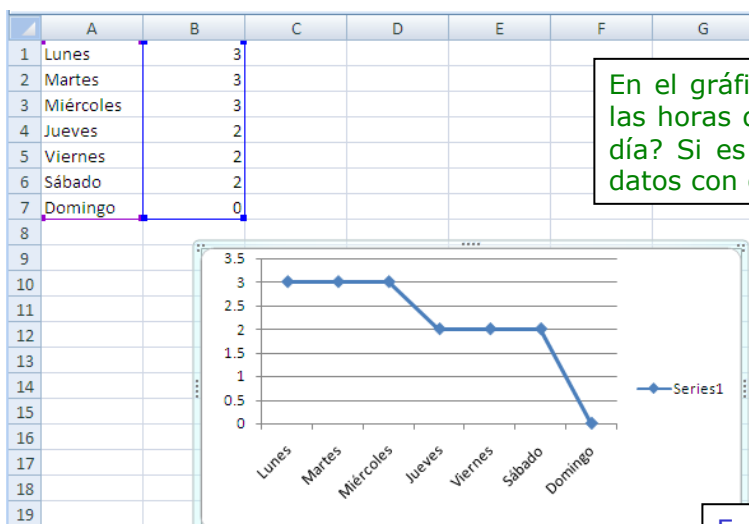 A B C D E F G
1 Lunes 3
2 Martes 3
3 Miércoles 3
4 Jueves 2
5 Viernes 2
6 Sábado 2
7 Domingo 0
8
9
10
11
12
13
14
15
16
17
18
19
En el
las horas
día? Si es
datos con
3.5
3
2.5
2
1.5
1
0.5
0
Lunes Martes Miércoles Jueves Viernes Sábado Domingo
Series1